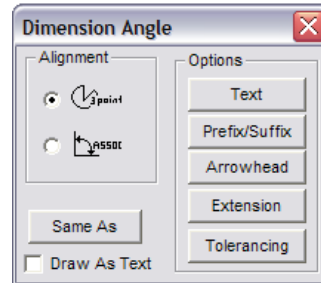 Dimension Angle
Alignment
3point
ASSOC
Same As
Draw As Text
Options
Text
Prefix/Suffix
Arrowhead
Extension
Tolerancing